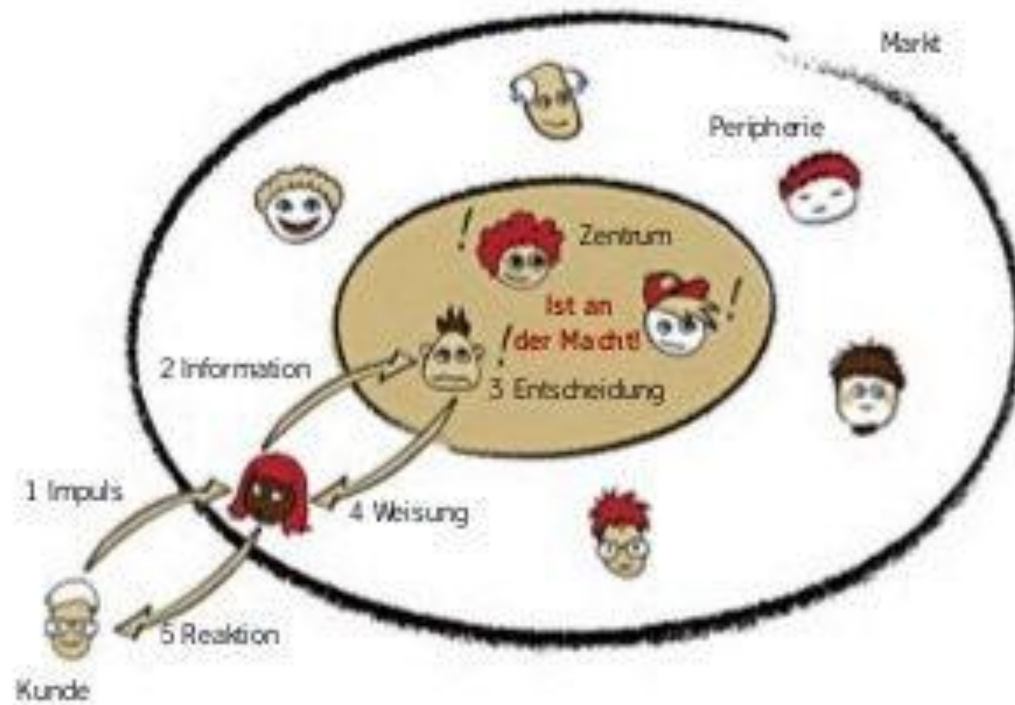 Markt
Peripherie
! Zentrum
Ist an !
! der Macht!
2 Information
3 Entscheidung
1 Impuls
4 Weisung
5 Reaktion
Kunde